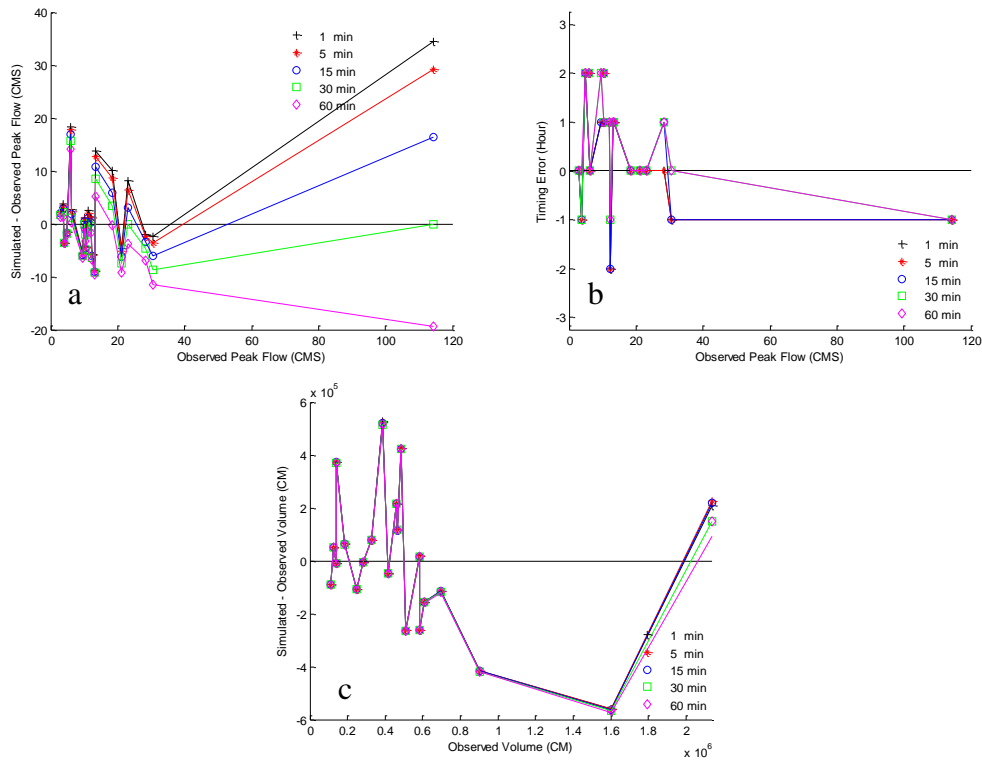 40
30
20
10
0
-10
-20
Simulated - Observed Peak Flow (CMS)
0 20 40 60 80 100 120
Observed Peak Flow (CMS)
1 min
5 min
15 min
30 min
60 min
a
3
2
1
0
-1
-2
-3
Timing Error (Hour)
0 20 40 60 80 100 120
Observed Peak Flow (CMS)
1 min
5 min
15 min
30 min
60 min
b
x 10^5
6
4
2
0
-2
-4
-6
Simulated - Observed Volume (CM)
0 0.2 0.4 0.6 0.8 1 1.2 1.4 1.6 1.8 2
x 10^6
Observed Volume (CM)
1 min
5 min
15 min
30 min
60 min
c